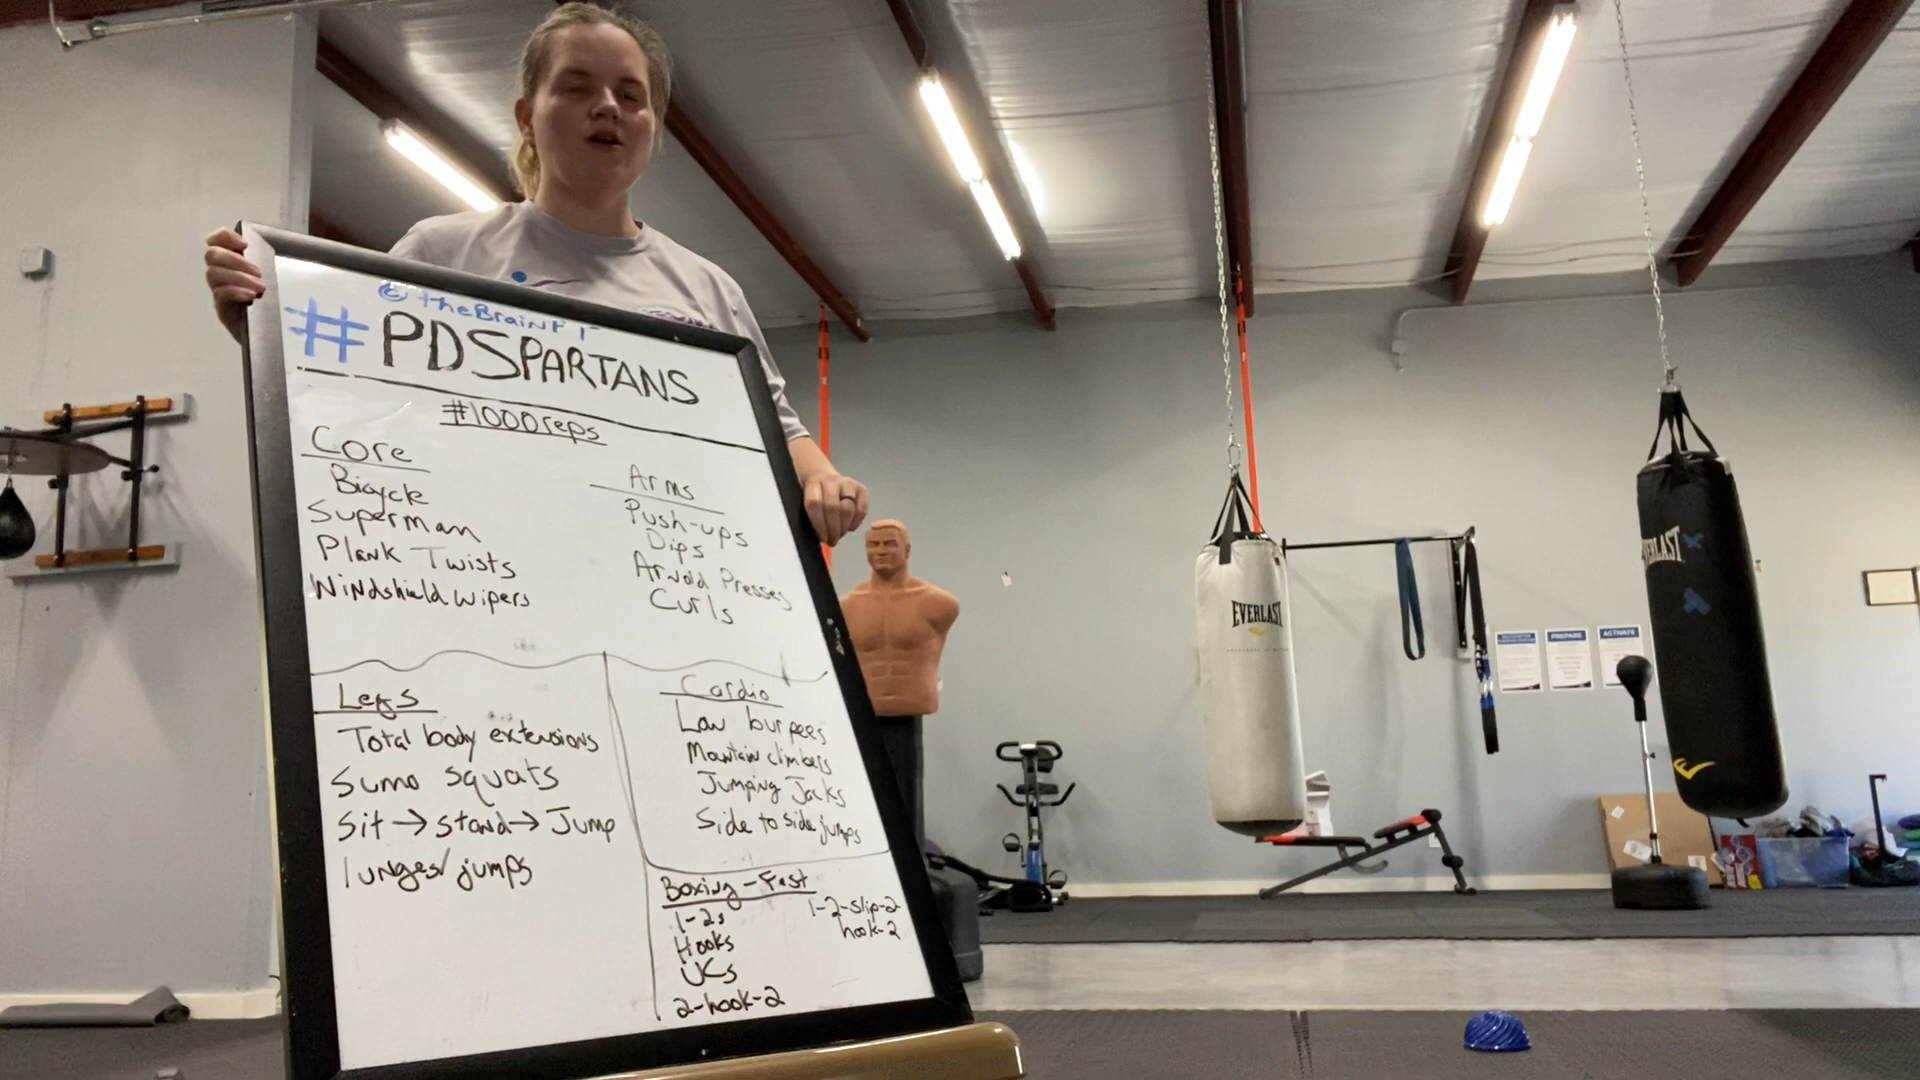 @theBrainF
#PDSPARTANS
#1000reps
Core
Bicycle
Superman
Plank Twists
Windshield wipers
Arms
Push-ups
Dips
Arnold Presses
Curls
Legs
Total body extensions
Sumo squats
Sit → stand → Jump
lunges/jumps
Cardio
Low burpees
Mountain climbers
Jumping Jacks
Side to side jumps
Boxing - Fast
1-2s
Hooks
UCs
2-hook-2
1-2-slip-2
hook-2
EVERLAST
EVERLAST
PREPARE
ACTIVATE